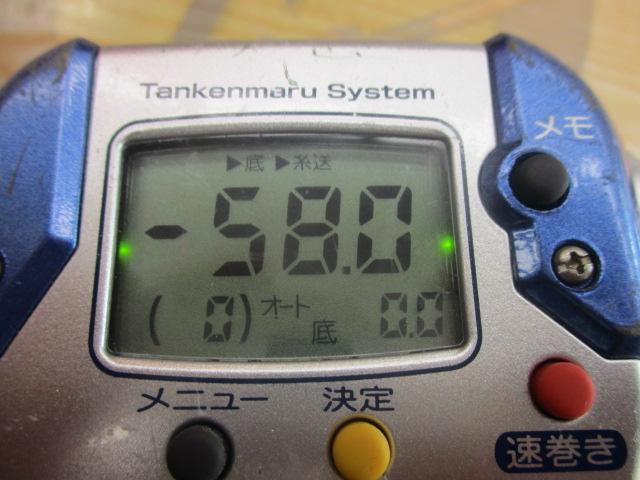 Tankenmaru System
メモ
▶底 ▶糸送
-58.0
( 0) オート 底 0.0
メニュー 決定
速巻き